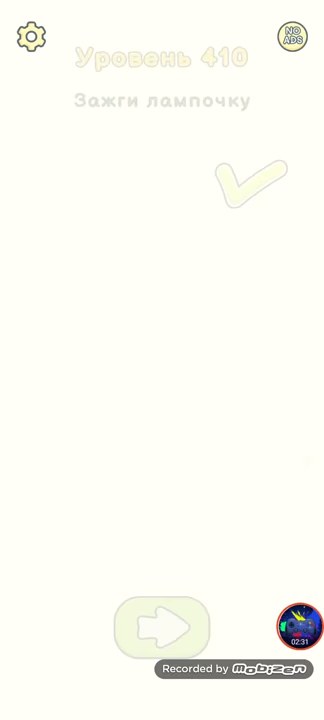 NO
ADS
Уровень 410
Зажги лампочку
02:31
Recorded by mobizen